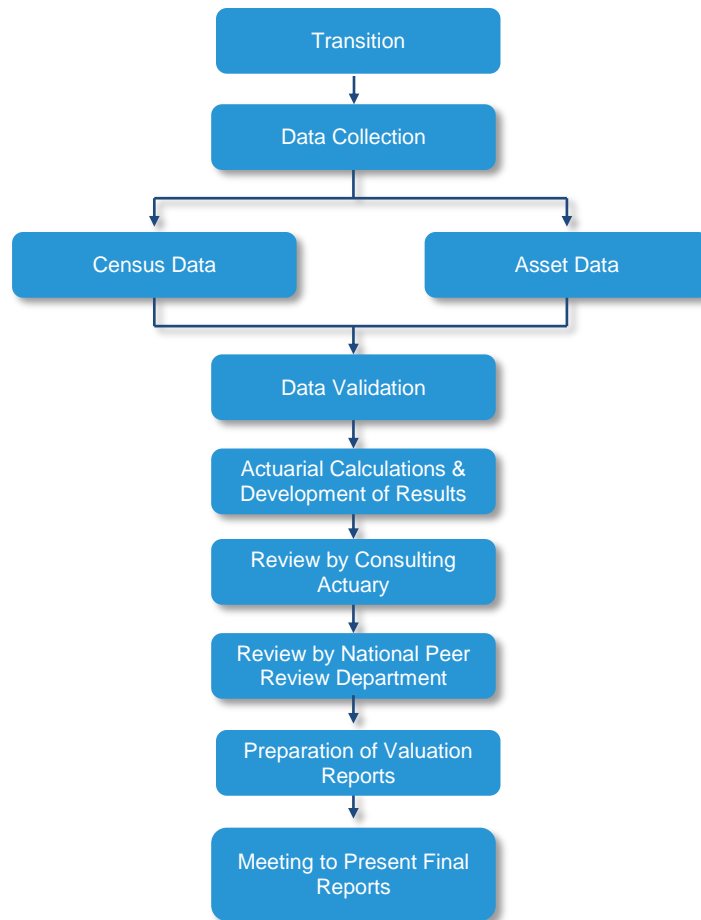 Transition
Data Collection
Census Data
Asset Data
Data Validation
Actuarial Calculations &
Development of Results
Review by Consulting
Actuary
Review by National Peer
Review Department
Preparation of Valuation
Reports
Meeting to Present Final
Reports